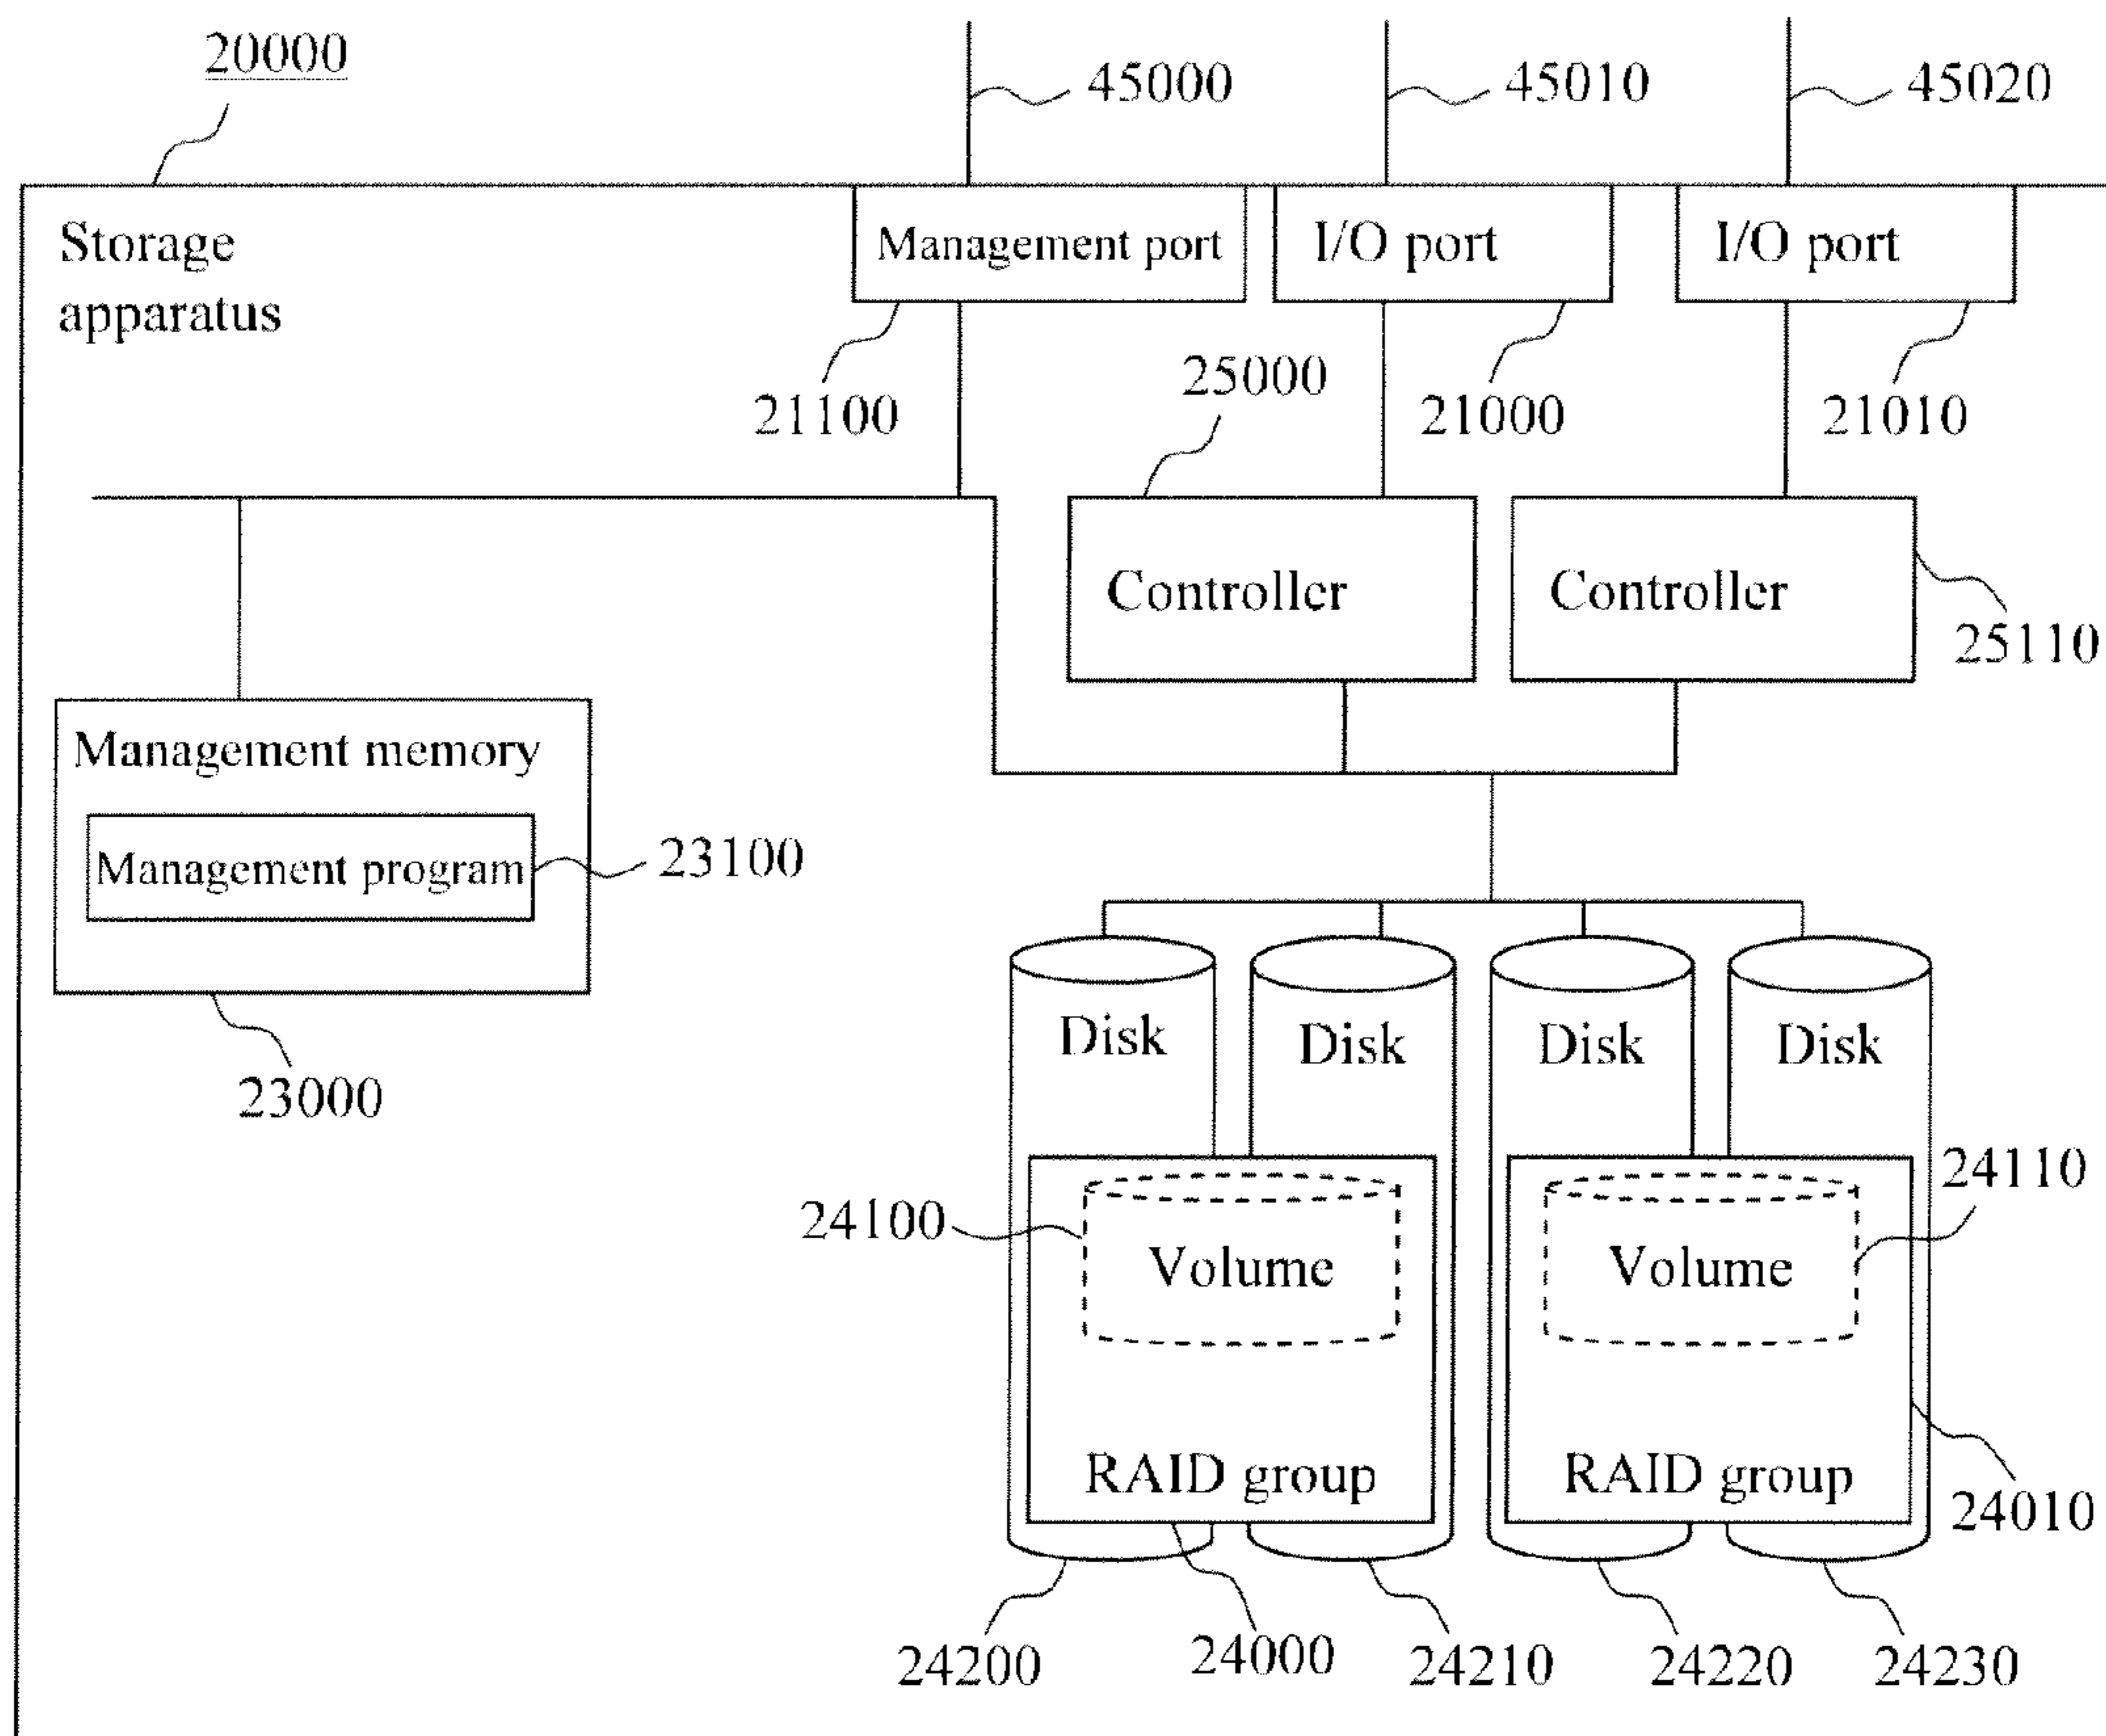 20000
45000
45010
45020
Storage
apparatus
Management port
I/O port
I/O port
25000
21100
21000
21010
Controller
Controller
25110
Management memory
Management program
23100
23000
Disk
Disk
Disk
Disk
24110
24100
Volume
Volume
RAID group
RAID group
24010
24200
24000
24210
24220
24230